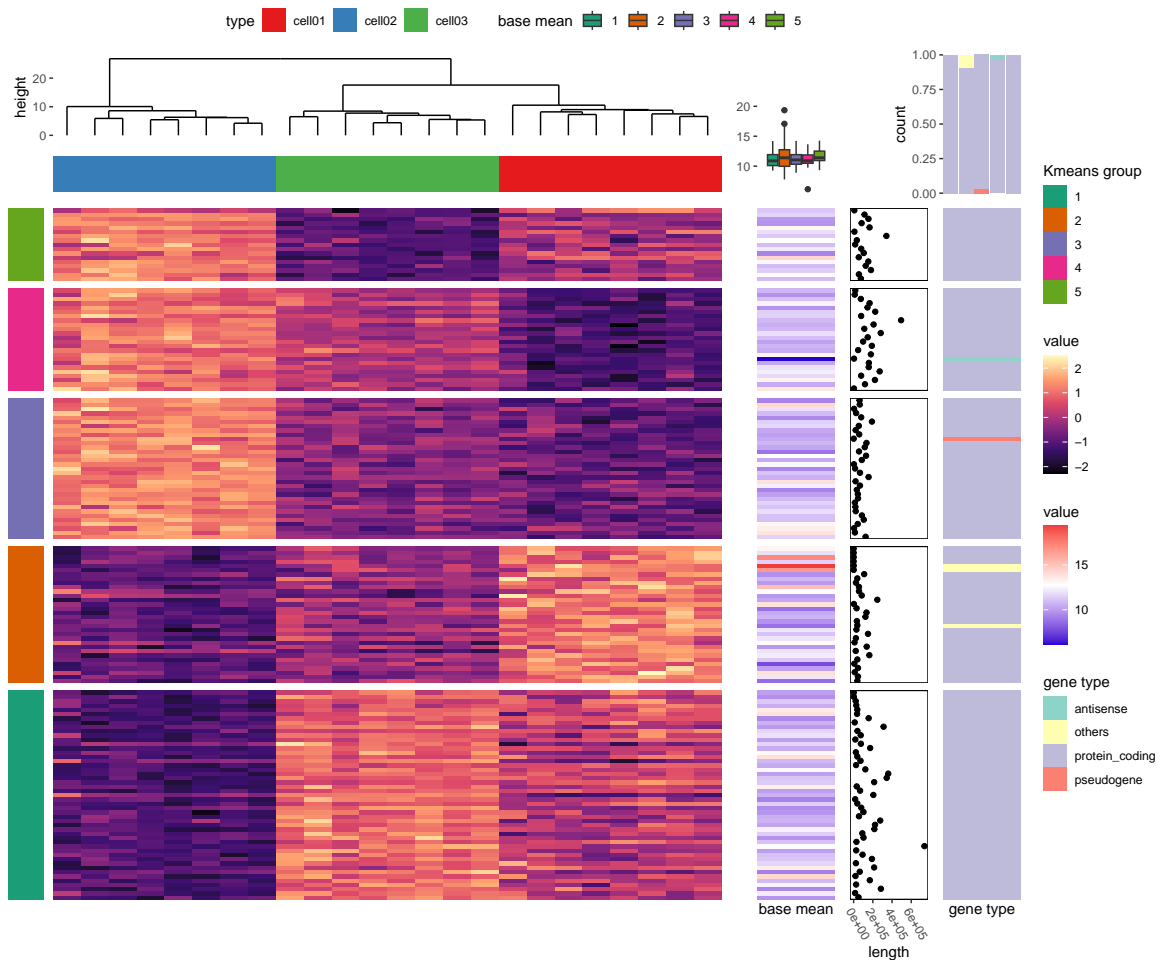 type cell01 cell02 cell03 base mean 1 2 3 4 5
height
20
10
0
20
15
10
count
1.00
0.75
0.50
0.25
0.00
Kmeans group
1
2
3
4
5
value
2
1
0
−1
−2
value
15
10
gene type
antisense
others
protein_coding
pseudogene
base mean
0e+00
2e+05
4e+05
6e+05
length
gene type